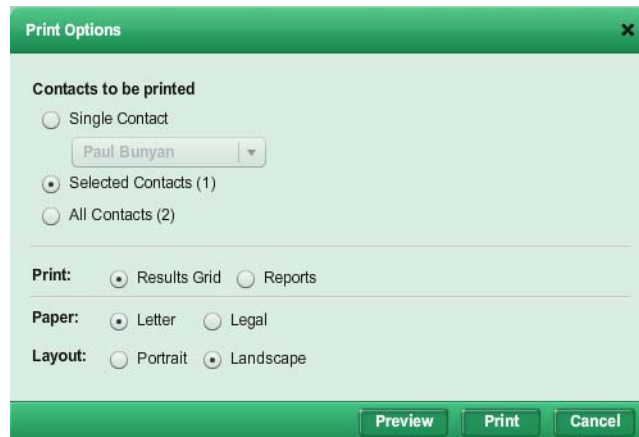 Print Options
Contacts to be printed
Single Contact
Paul Bunyan
Selected Contacts (1)
All Contacts (2)
Print: Results Grid Reports
Paper: Letter Legal
Layout: Portrait Landscape
Preview Print Cancel